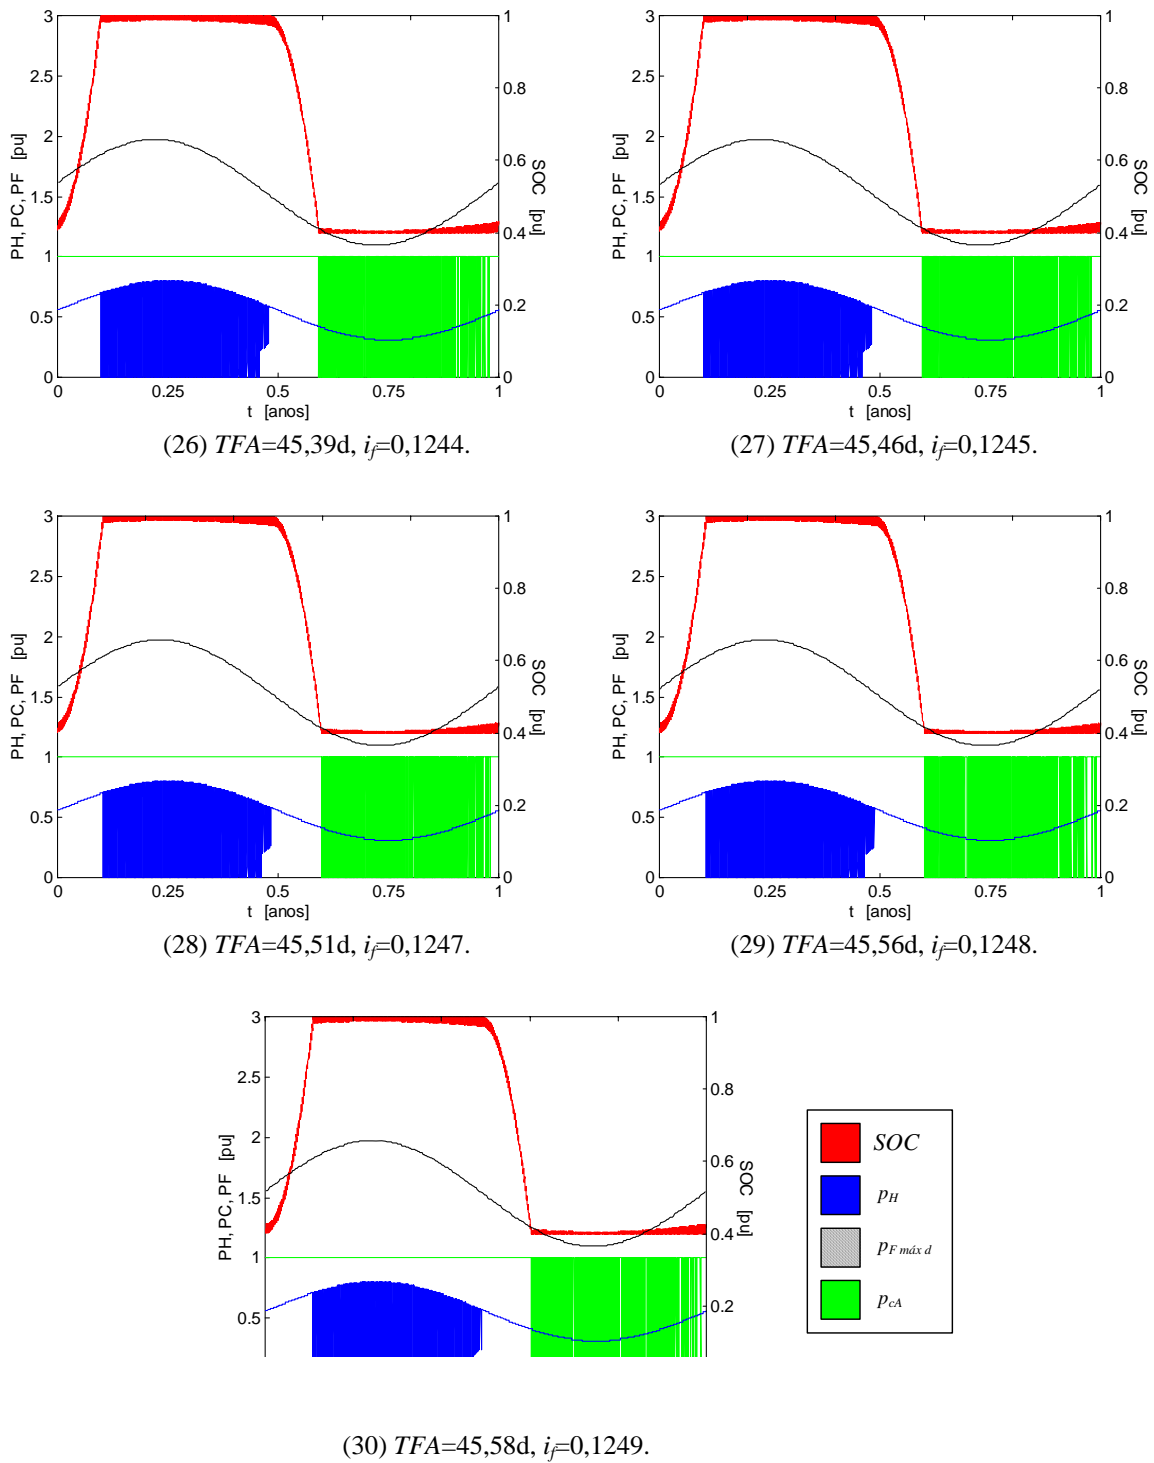 3
2.5
2
1.5
1
0.5
0
1
0.8
0.6
0.4
0.2
0
0 0.25 0.5 0.75 1
PH, PC, PF [pu]
SOC [pu]
t [anos]
(26) TFA=45,39d, if=0,1244.
3
2.5
2
1.5
1
0.5
0
1
0.8
0.6
0.4
0.2
0
0 0.25 0.5 0.75 1
PH, PC, PF [pu]
SOC [pu]
t [anos]
(27) TFA=45,46d, if=0,1245.
3
2.5
2
1.5
1
0.5
0
1
0.8
0.6
0.4
0.2
0
0 0.25 0.5 0.75 1
PH, PC, PF [pu]
SOC [pu]
t [anos]
(28) TFA=45,51d, if=0,1247.
3
2.5
2
1.5
1
0.5
0
1
0.8
0.6
0.4
0.2
0
0 0.25 0.5 0.75 1
PH, PC, PF [pu]
SOC [pu]
t [anos]
(29) TFA=45,56d, if=0,1248.
3
2.5
2
1.5
1
0.5
1
0.8
0.6
0.4
0.2
PH, PC, PF [pu]
SOC [pu]
SOC
pH
pF máx d
pcA
(30) TFA=45,58d, if=0,1249.